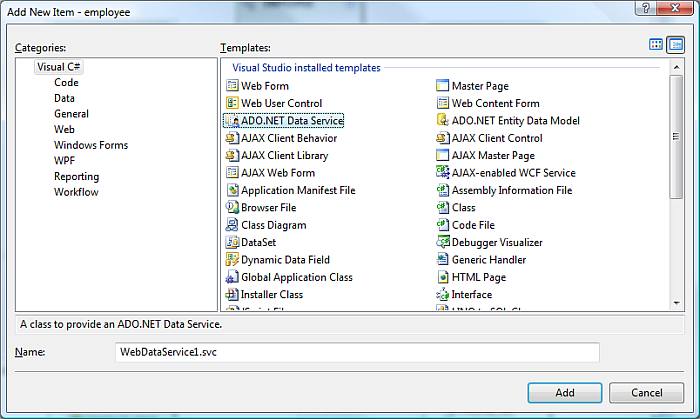 Add New Item - employee
Categories:
Visual C#
Code
Data
General
Web
Windows Forms
WPF
Reporting
Workflow
Templates:
Visual Studio installed templates
Web Form
Master Page
Web User Control
Web Content Form
ADO.NET Data Service
ADO.NET Entity Data Model
AJAX Client Behavior
AJAX Client Control
AJAX Client Library
AJAX Master Page
AJAX Web Form
AJAX-enabled WCF Service
Application Manifest File
Assembly Information File
Browser File
Class
Class Diagram
Code File
DataSet
Debugger Visualizer
Dynamic Data Field
Generic Handler
Global Application Class
HTML Page
Installer Class
Interface
A class to provide an ADO.NET Data Service.
Name:
WebDataService1.svc
Add
Cancel